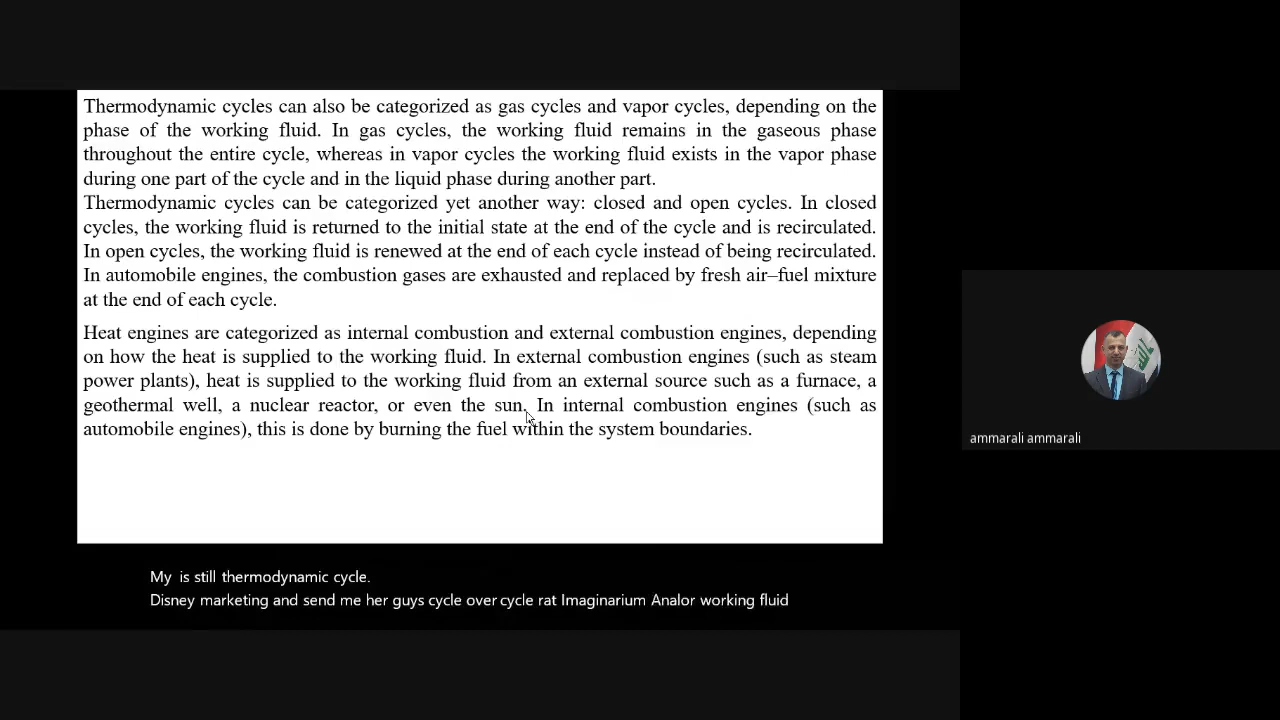 Thermodynamic cycles can also be categorized as gas cycles and vapor cycles, depending on the
phase of the working fluid. In gas cycles, the working fluid remains in the gaseous phase
throughout the entire cycle, whereas in vapor cycles the working fluid exists in the vapor phase
during one part of the cycle and in the liquid phase during another part.
Thermodynamic cycles can be categorized yet another way: closed and open cycles. In closed
cycles, the working fluid is returned to the initial state at the end of the cycle and is recirculated.
In open cycles, the working fluid is renewed at the end of each cycle instead of being recirculated.
In automobile engines, the combustion gases are exhausted and replaced by fresh air–fuel mixture
at the end of each cycle.
Heat engines are categorized as internal combustion and external combustion engines, depending
on how the heat is supplied to the working fluid. In external combustion engines (such as steam
power plants), heat is supplied to the working fluid from an external source such as a furnace, a
geothermal well, a nuclear reactor, or even the sun. In internal combustion engines (such as
automobile engines), this is done by burning the fuel within the system boundaries.
ammarali ammarali
My is still thermodynamic cycle.
Disney marketing and send me her guys cycle over cycle rat Imaginarium Analor working fluid